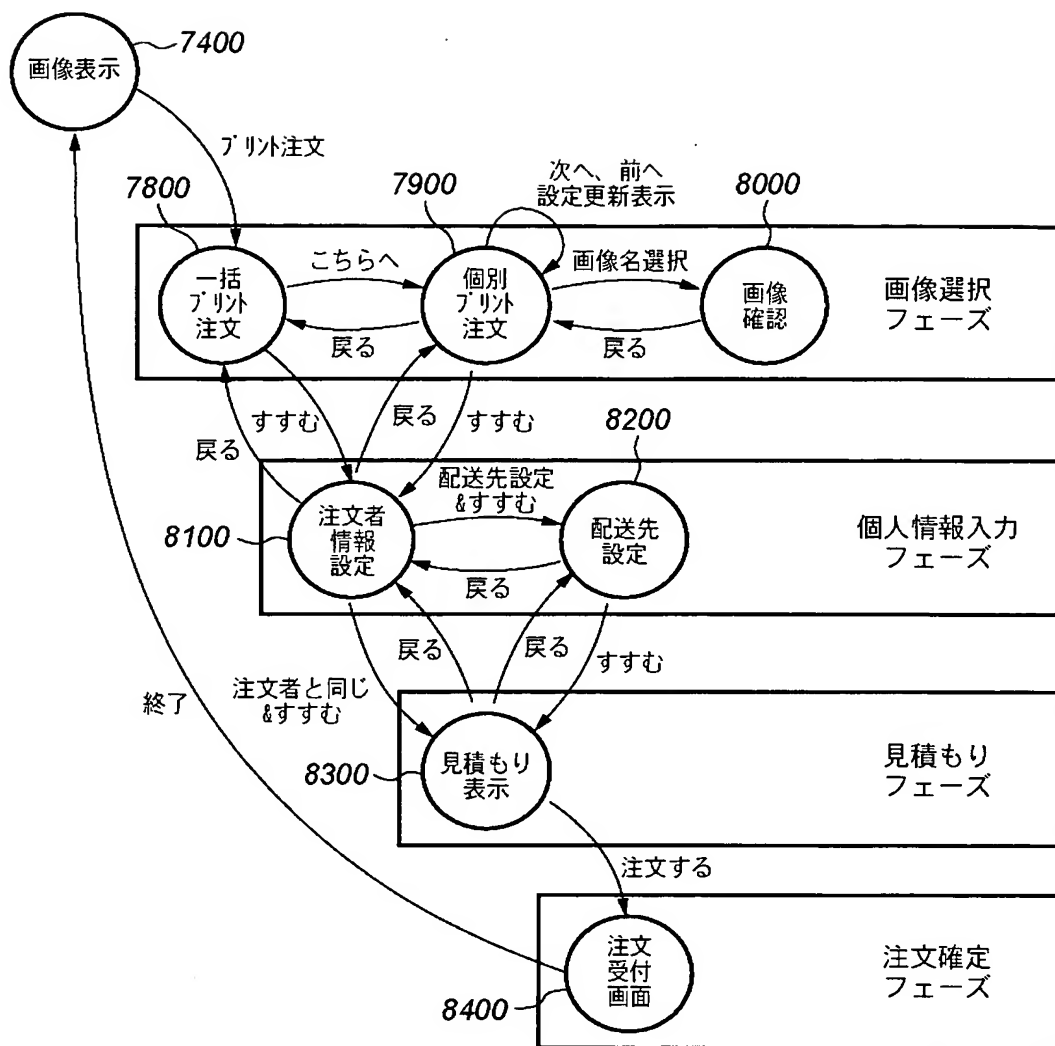 7400
画像表示
プリント注文
7800
7900
次へ、前へ
設定更新表示
8000
一括
プリント
注文
こちらへ
戻る
個別
プリント
注文
画像名選択
戻る
画像
確認
画像選択
フェーズ
戻る
すすむ
戻る
すすむ
8200
8100
注文者
情報
設定
配送先設定
&すすむ
戻る
配送先
設定
個人情報入力
フェーズ
終了
注文者と同じ
&すすむ
戻る
戻る
すすむ
8300
見積もり
表示
見積もり
フェーズ
注文する
8400
注文
受付
画面
注文確定
フェーズ